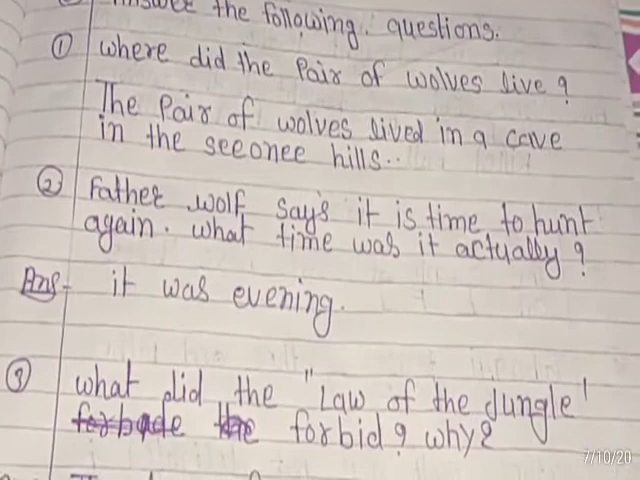 Answer the following. questions.
① where did the Pair of wolves live ?
The Pair of wolves lived in a cave
in the seeonee hills..
② Father wolf says it is time to hunt
again. what time was it actually ?
Ans- it was evening.
③ what did the "Law of the Jungle'
forbade the forbid ? why?
7/10/20